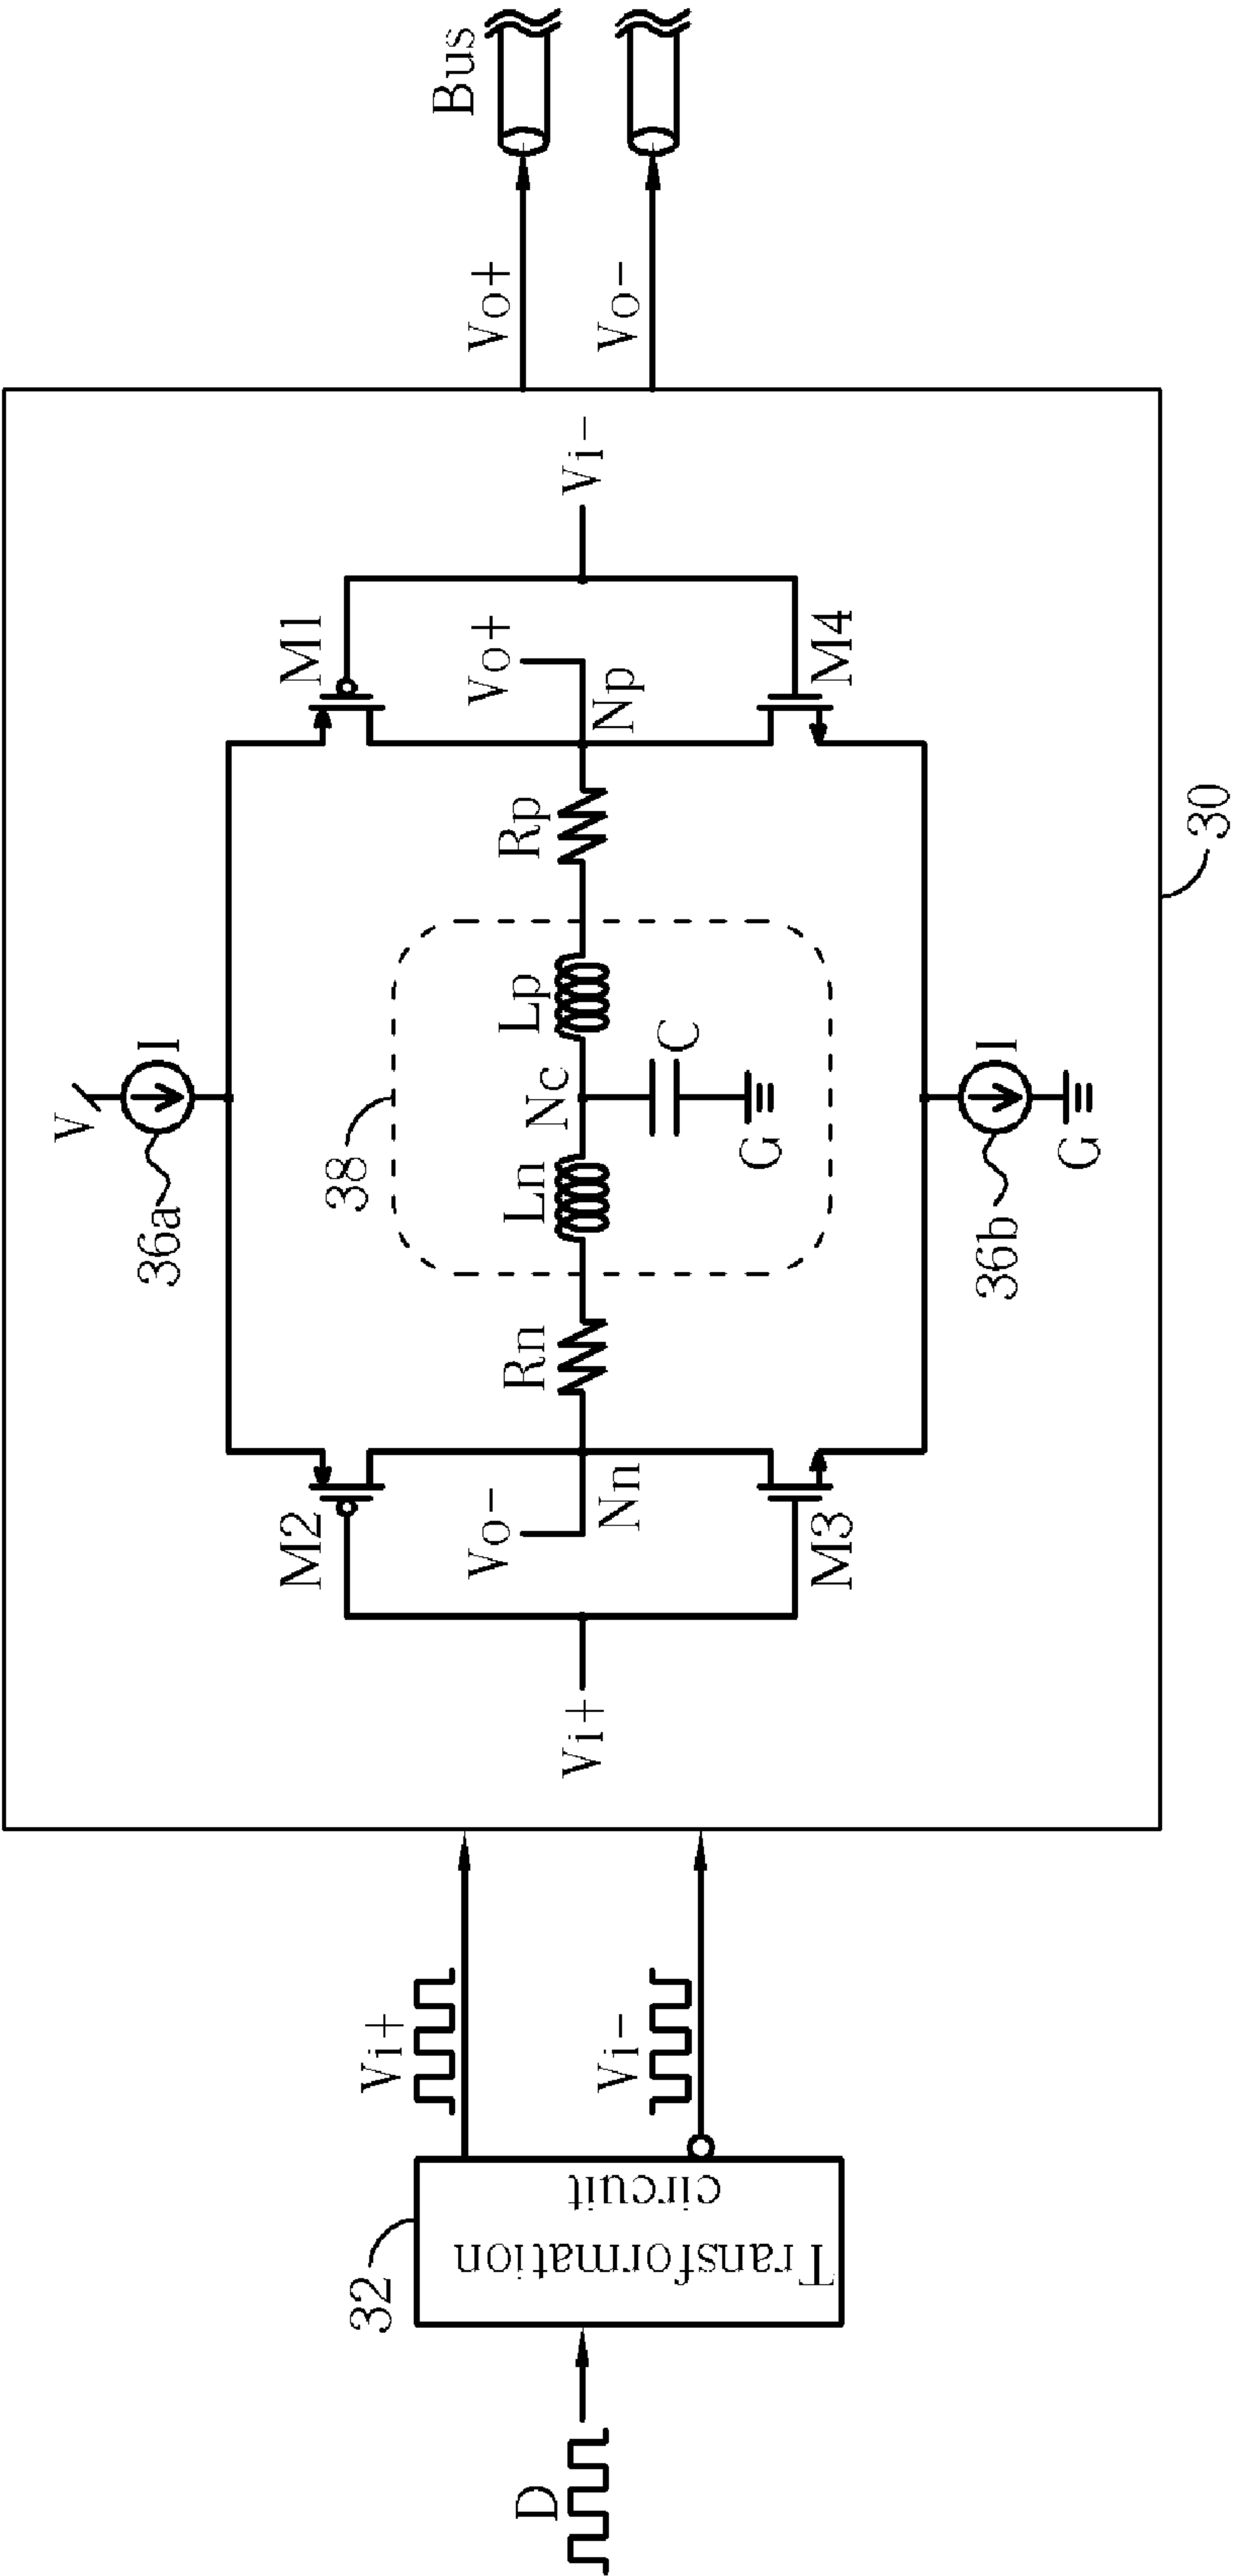 D
32
Transformation
circuit
Vi+
Vi-
30
V
I
36a
M2
M1
38
Vo-
Vo+
Rn
Ln
Nc
Lp
Rp
Nn
Np
C
G
Vi+
Vi-
M3
M4
36b
I
G
Vo+
Vo-
Bus